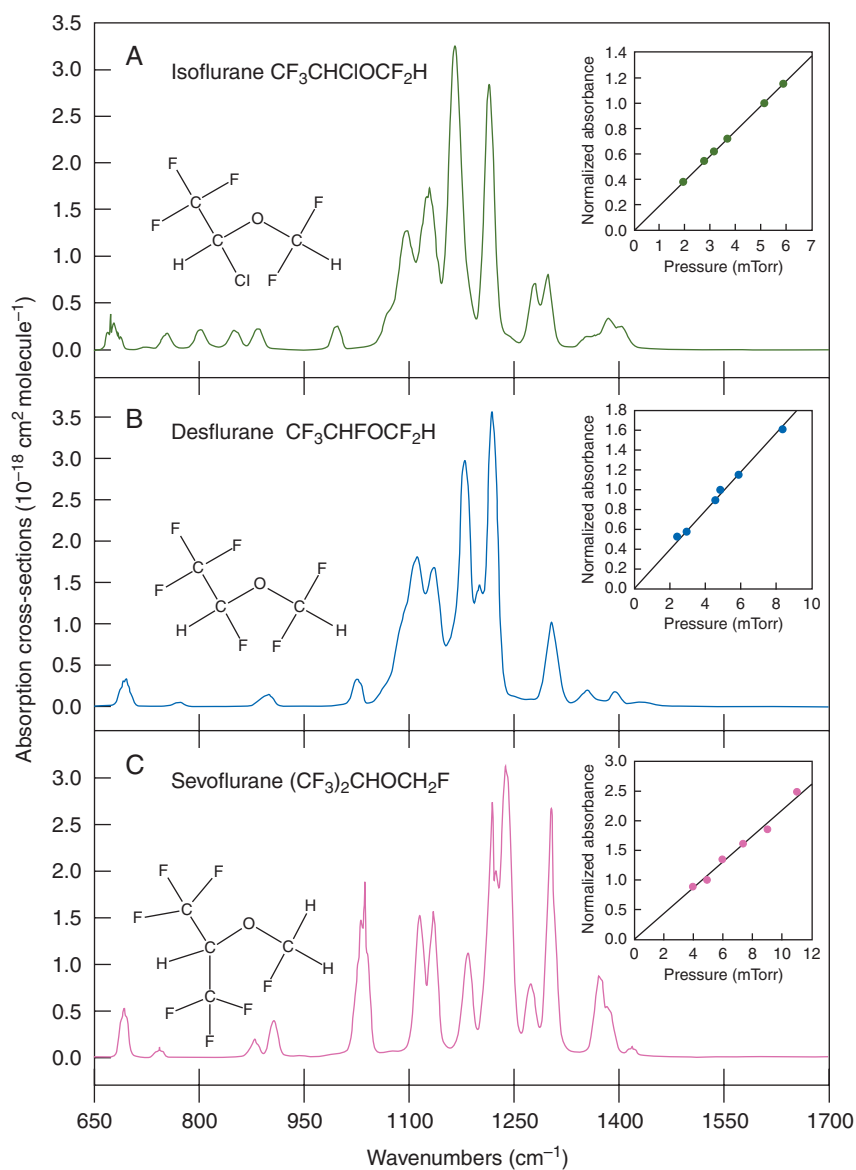 A
Isoflurane CF₃CHClOCF₂H
3.5
3.0
2.5
2.0
1.5
1.0
0.5
0.0
F
F
F
C
O
F
C
C
H
H
Cl
F
Normalized absorbance
1.4
1.2
1.0
0.8
0.6
0.4
0.2
0.0
0 1 2 3 4 5 6 7
Pressure (mTorr)
Absorption cross-sections (10⁻¹⁸ cm² molecule⁻¹)
B
Desflurane CF₃CHFOCF₂H
3.5
3.0
2.5
2.0
1.5
1.0
0.5
0.0
F
F
F
C
O
F
C
C
H
H
F
F
Normalized absorbance
1.8
1.6
1.4
1.2
1.0
0.8
0.6
0.4
0.2
0.0
0 2 4 6 8 10
Pressure (mTorr)
C
Sevoflurane (CF₃)₂CHOCH₂F
3.0
2.5
2.0
1.5
1.0
0.5
0.0
F
F
F
C
O
H
H
C
C
H
F
C
F
F
F
Normalized absorbance
3.0
2.5
2.0
1.5
1.0
0.5
0.0
0 2 4 6 8 10 12
Pressure (mTorr)
650 800 950 1100 1250 1400 1550 1700
Wavenumbers (cm⁻¹)